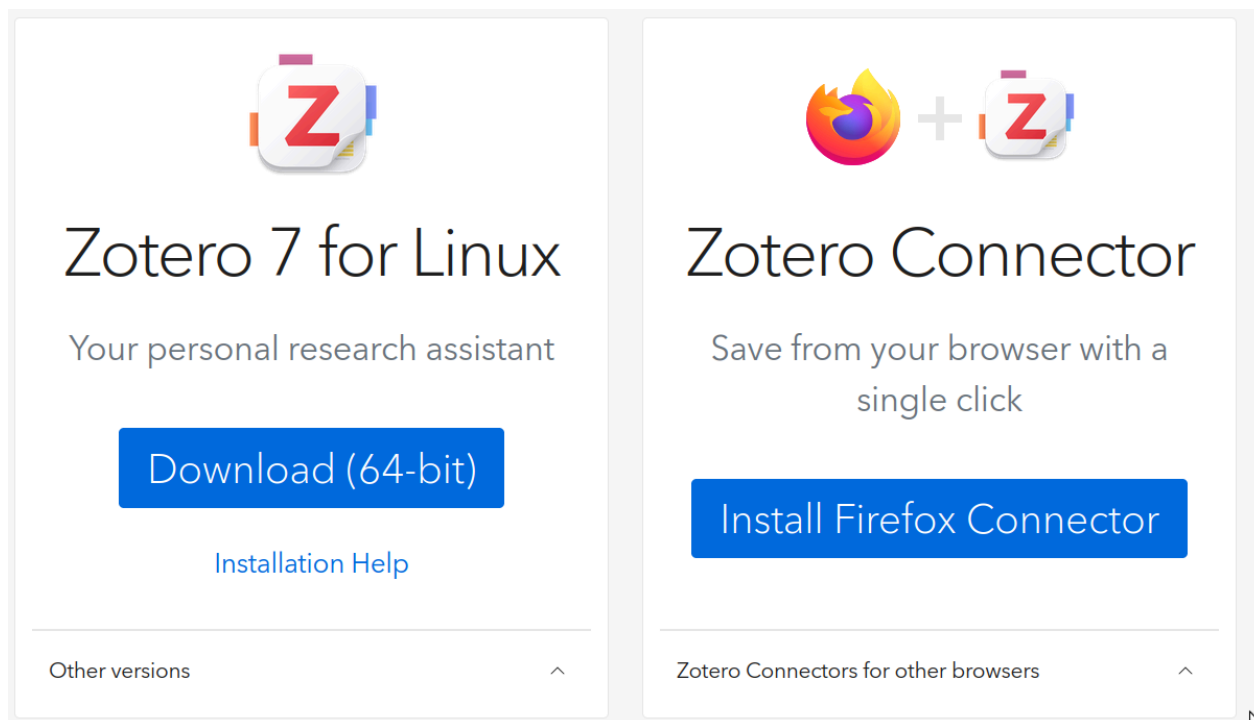 Z
Zotero 7 for Linux
Your personal research assistant
Download (64-bit)
Installation Help
Other versions
Z
Zotero Connector
Save from your browser with a
single click
Install Firefox Connector
Zotero Connectors for other browsers